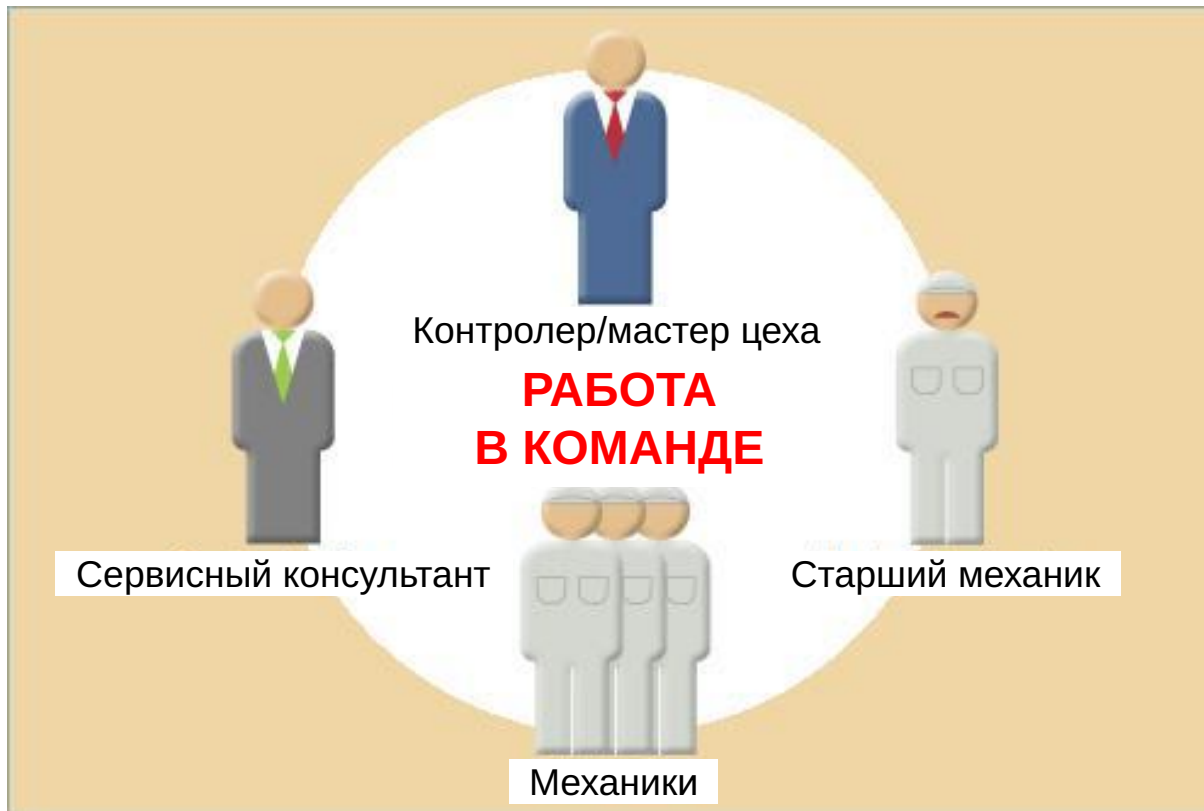 Контролер/мастер цеха
РАБОТА
В КОМАНДЕ
Сервисный консультант
Старший механик
Механики